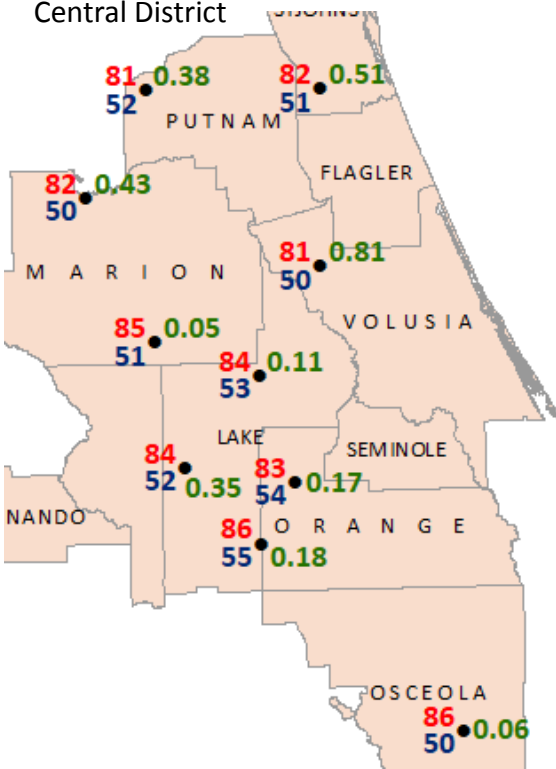 Central District
ST JOHNS
81 0.38
52
82 0.51
51
PUTNAM
FLAGLER
82 0.43
50
81 0.81
50
MARION
VOLUSIA
85 0.05
51
84 0.11
53
LAKE
SEMINOLE
84
52 0.35
83
54 0.17
NANDO
ORANGE
86
55 0.18
OSCEOLA
86
50 0.06